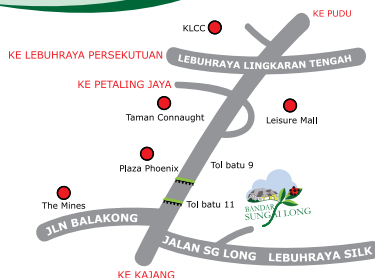 KE PUDU
KLCC
KE LEBUHRAYA PERSEKUTUAN
LEBUHRAYA LINGKARAN TENGAH
KE PETALING JAYA
Taman Connaught
Leisure Mall
Plaza Phoenix
Tol batu 9
The Mines
Tol batu 11
BANDAR
SUNGAI LONG
JLN BALAKONG
JALAN SG LONG LEBUHRAYA SILK
KE KAJANG